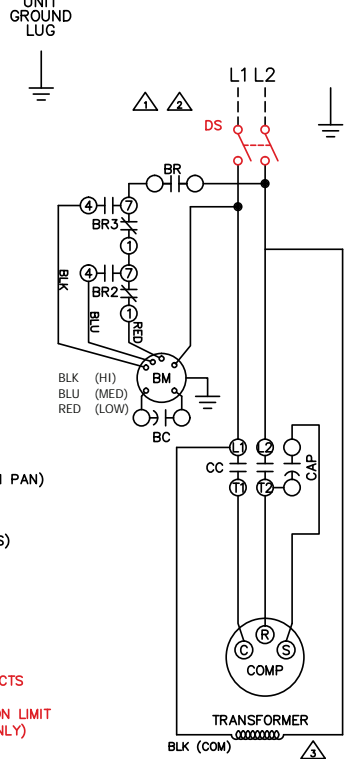 UNIT
GROUND
LUG
L1 L2
1 2
DS
BR
4 7
BR3
1
4 7
BR2
1
BLK
BLU
RED
BM
BLK (HI)
BLU (MED)
RED (LOW)
BC
L1 L2
CC
CAP
T1 T2
PAN)
S)
R
C S
COMP
CTS
ON LIMIT
NLY)
TRANSFORMER
BLK (COM)
3